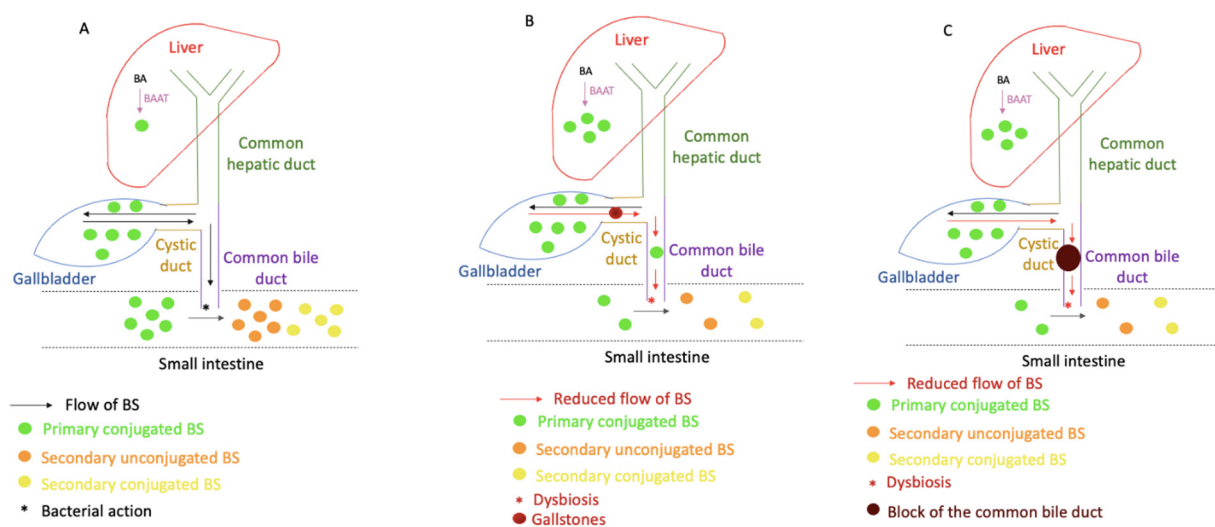 A
Liver
BA
BAAT
Common
hepatic duct
Cystic
duct
Common bile
duct
Gallbladder
*
Small intestine
Flow of BS
Primary conjugated BS
Secondary unconjugated BS
Secondary conjugated BS
* Bacterial action
B
Liver
BA
BAAT
Common
hepatic duct
Cystic
duct
Common bile
duct
Gallbladder
*
Small intestine
Reduced flow of BS
Primary conjugated BS
Secondary unconjugated BS
Secondary conjugated BS
* Dysbiosis
Gallstones
C
Liver
BA
BAAT
Common
hepatic duct
Cystic
duct
Common bile
duct
Gallbladder
*
Small intestine
Reduced flow of BS
Primary conjugated BS
Secondary unconjugated BS
Secondary conjugated BS
* Dysbiosis
Block of the common bile duct